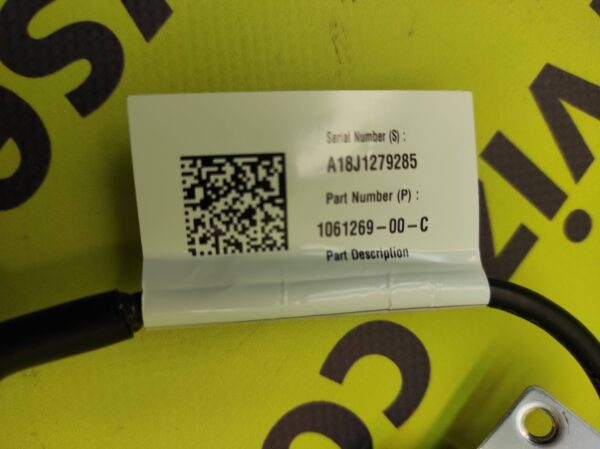 Serial Number (S) :
A18J1279285
Part Number (P) :
1061269-00-C
Part Description